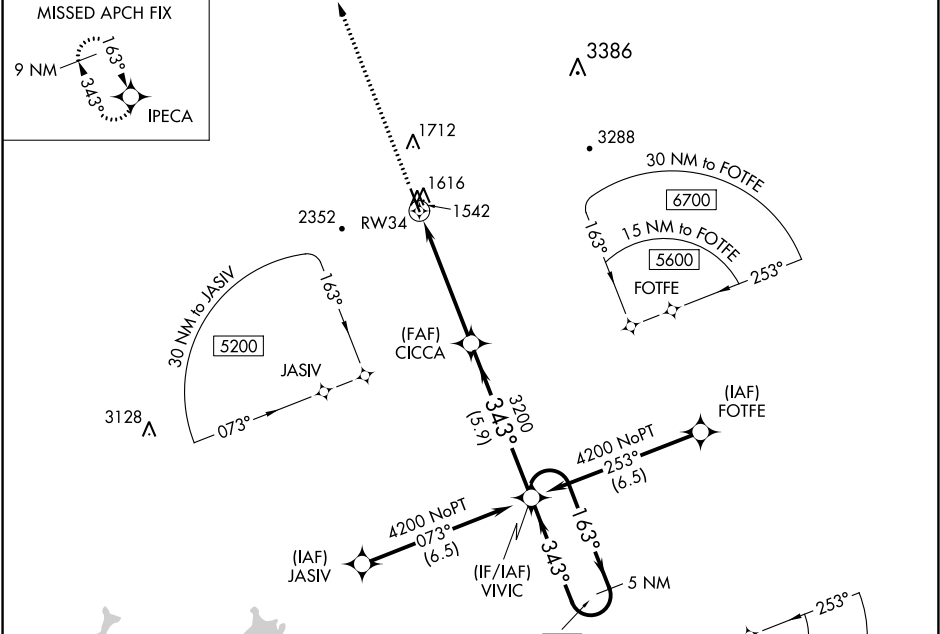 MISSED APCH FIX
9 NM
163°
343°
IPECA
3386
1712
3288
1616
1542
RW34
2352
30 NM to FOTFE
6700
15 NM to FOTFE
5600
163°
253°
FOTFE
30 NM to JASIV
5200
163°
JASIV
073°
3128
(FAF)
CICCA
3200
343°
(5.9)
(IAF)
FOTFE
4200 NoPT
253°
(6.5)
4200 NoPT
073°
(6.5)
(IAF)
JASIV
(IF/IAF)
VIVIC
163°
343°
5 NM
253°